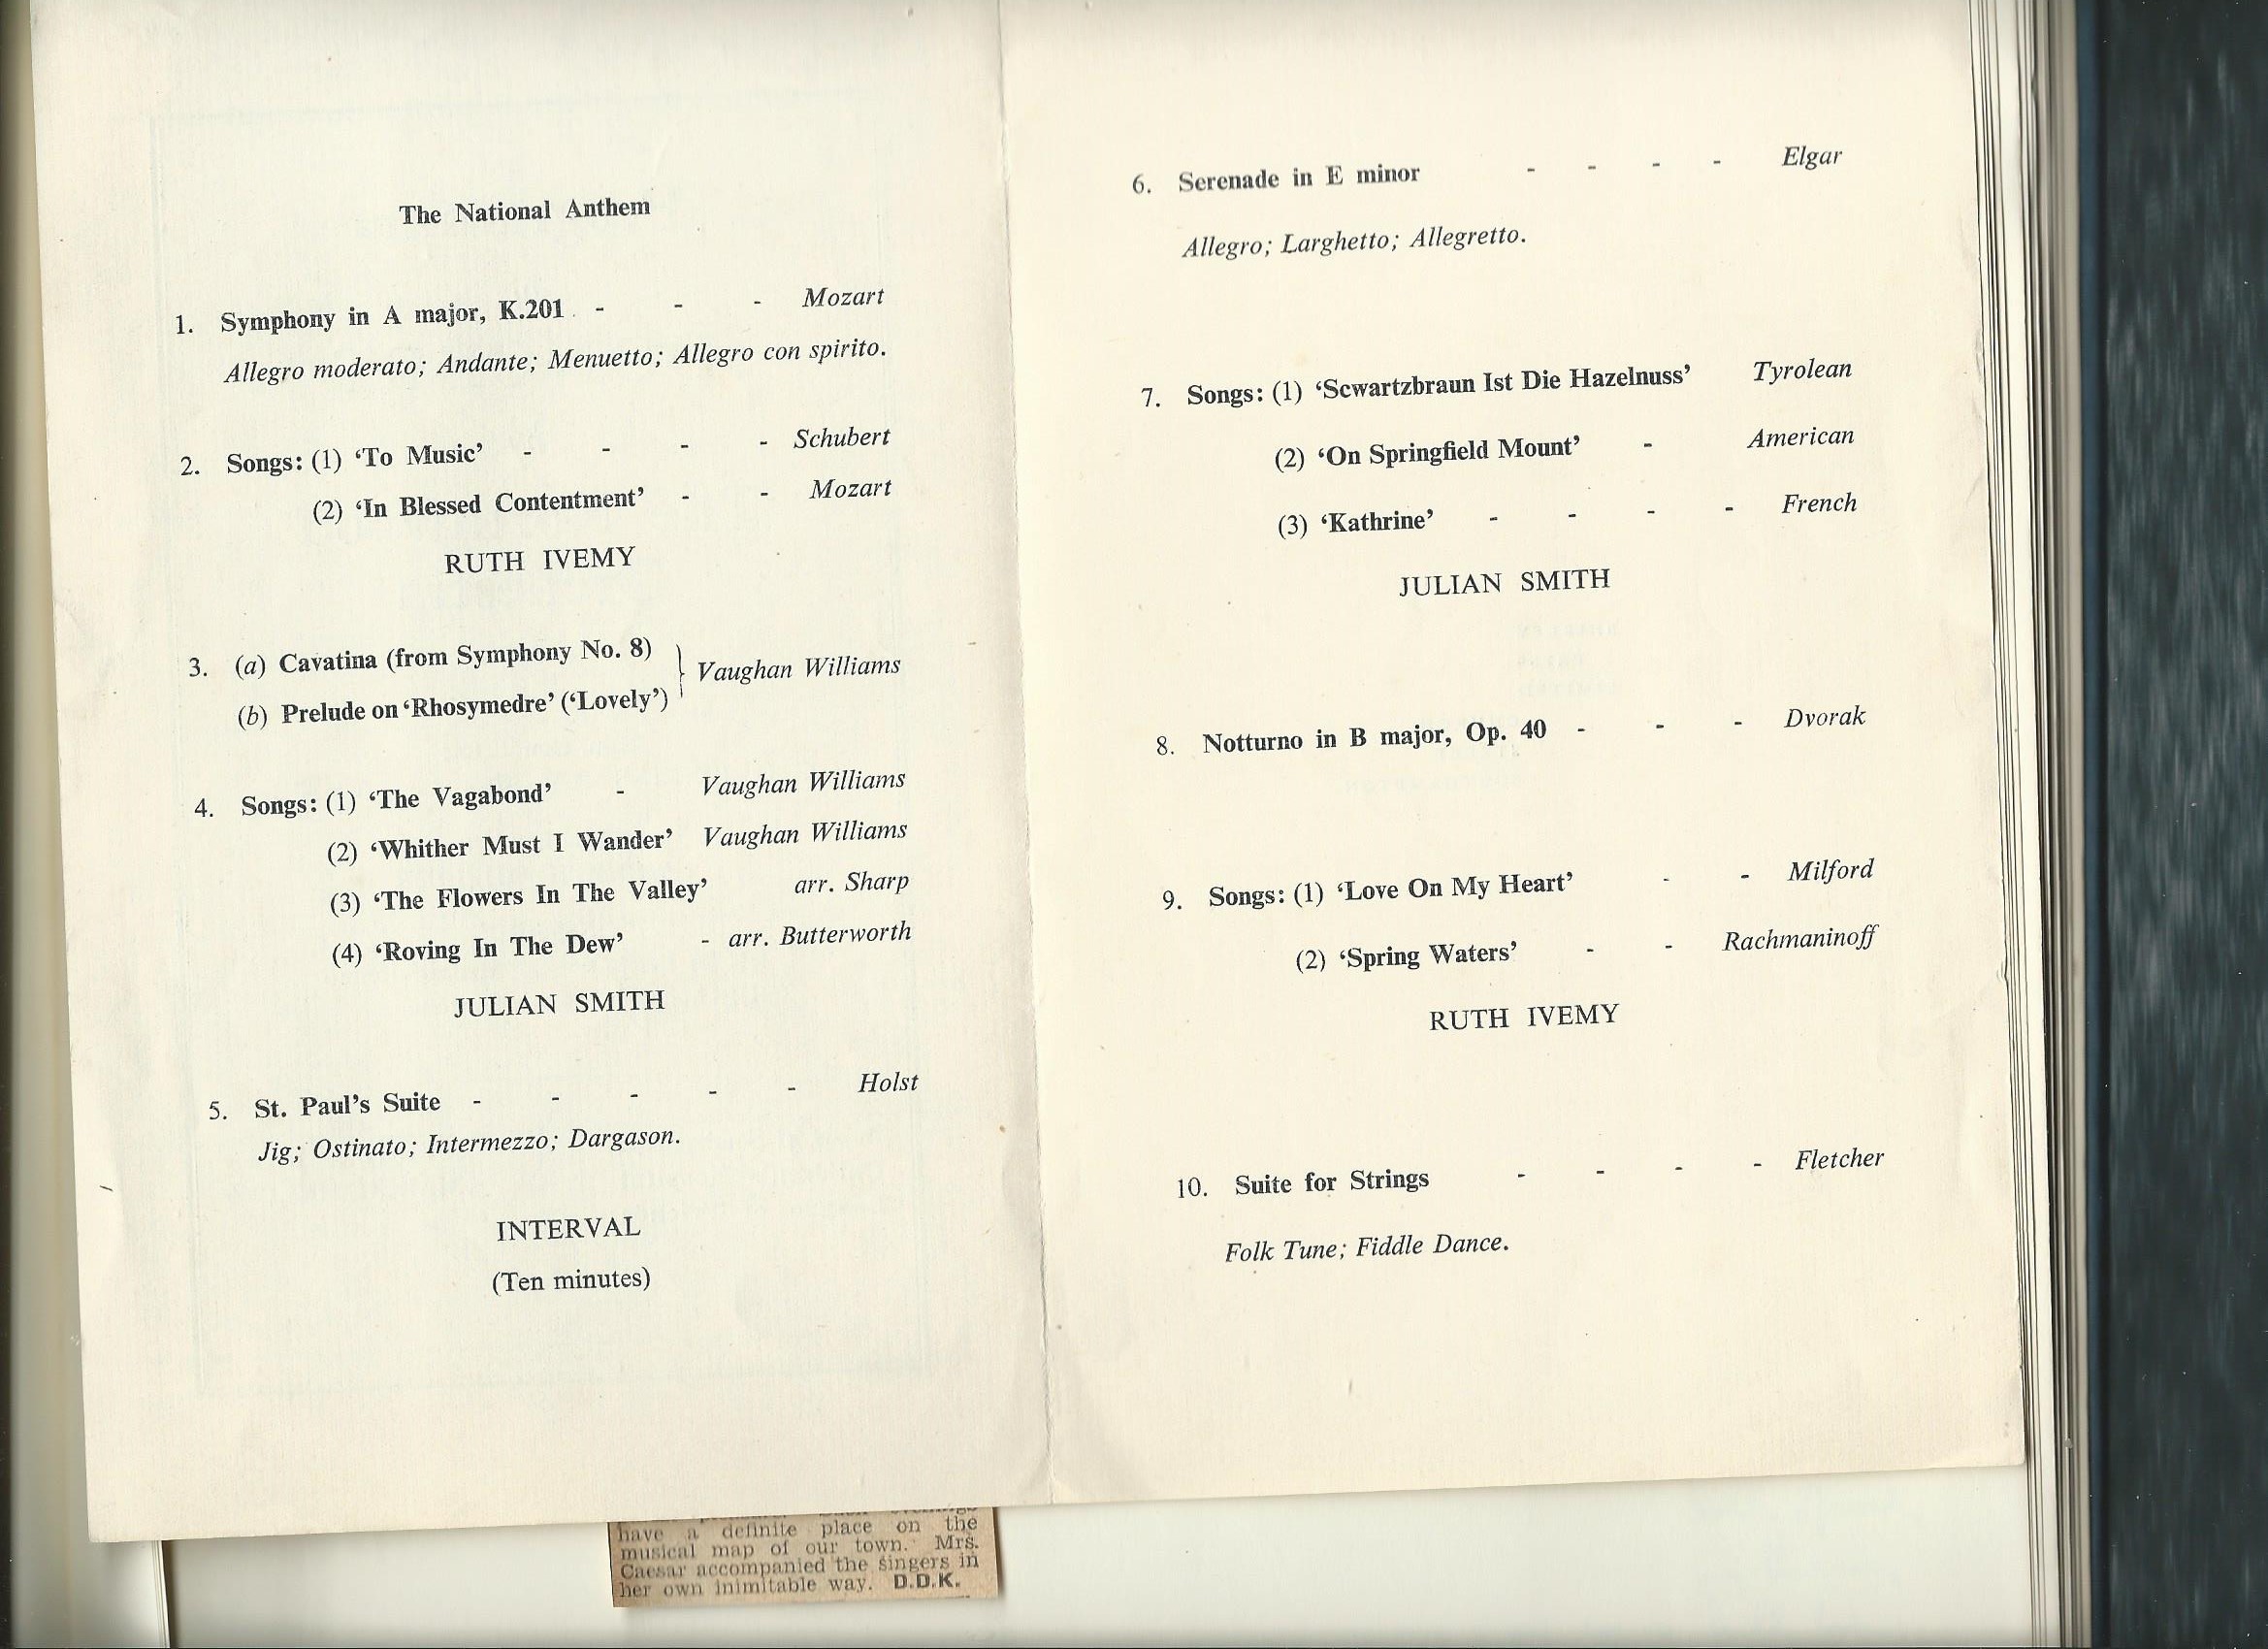 The National Anthem
1. Symphony in A major, K.201 - - - Mozart
Allegro moderato; Andante; Menuetto; Allegro con spirito.
2. Songs: (1) ‘To Music’ - - - - Schubert
(2) ‘In Blessed Contentment’ - - Mozart
RUTH IVEMY
3. (a) Cavatina (from Symphony No. 8)
(b) Prelude on ‘Rhosymedre’ (‘Lovely’)
} Vaughan Williams
4. Songs: (1) ‘The Vagabond’ - Vaughan Williams
(2) ‘Whither Must I Wander’ Vaughan Williams
(3) ‘The Flowers In The Valley’ arr. Sharp
(4) ‘Roving In The Dew’ - arr. Butterworth
JULIAN SMITH
5. St. Paul’s Suite - - - - - Holst
Jig; Ostinato; Intermezzo; Dargason.
INTERVAL
(Ten minutes)
6. Serenade in E minor - - - - Elgar
Allegro; Larghetto; Allegretto.
7. Songs: (1) ‘Scwartzbraun Ist Die Hazelnuss’ Tyrolean
(2) ‘On Springfield Mount’ - American
(3) ‘Kathrine’ - - - - French
JULIAN SMITH
8. Notturno in B major, Op. 40 - - - Dvorak
9. Songs: (1) ‘Love On My Heart’ - - Milford
(2) ‘Spring Waters’ - - Rachmaninoff
RUTH IVEMY
10. Suite for Strings - - - - Fletcher
Folk Tune; Fiddle Dance.
have a definite place on the
musical map of our town. Mrs.
Caesar accompanied the singers in
her own inimitable way. D.D.K.